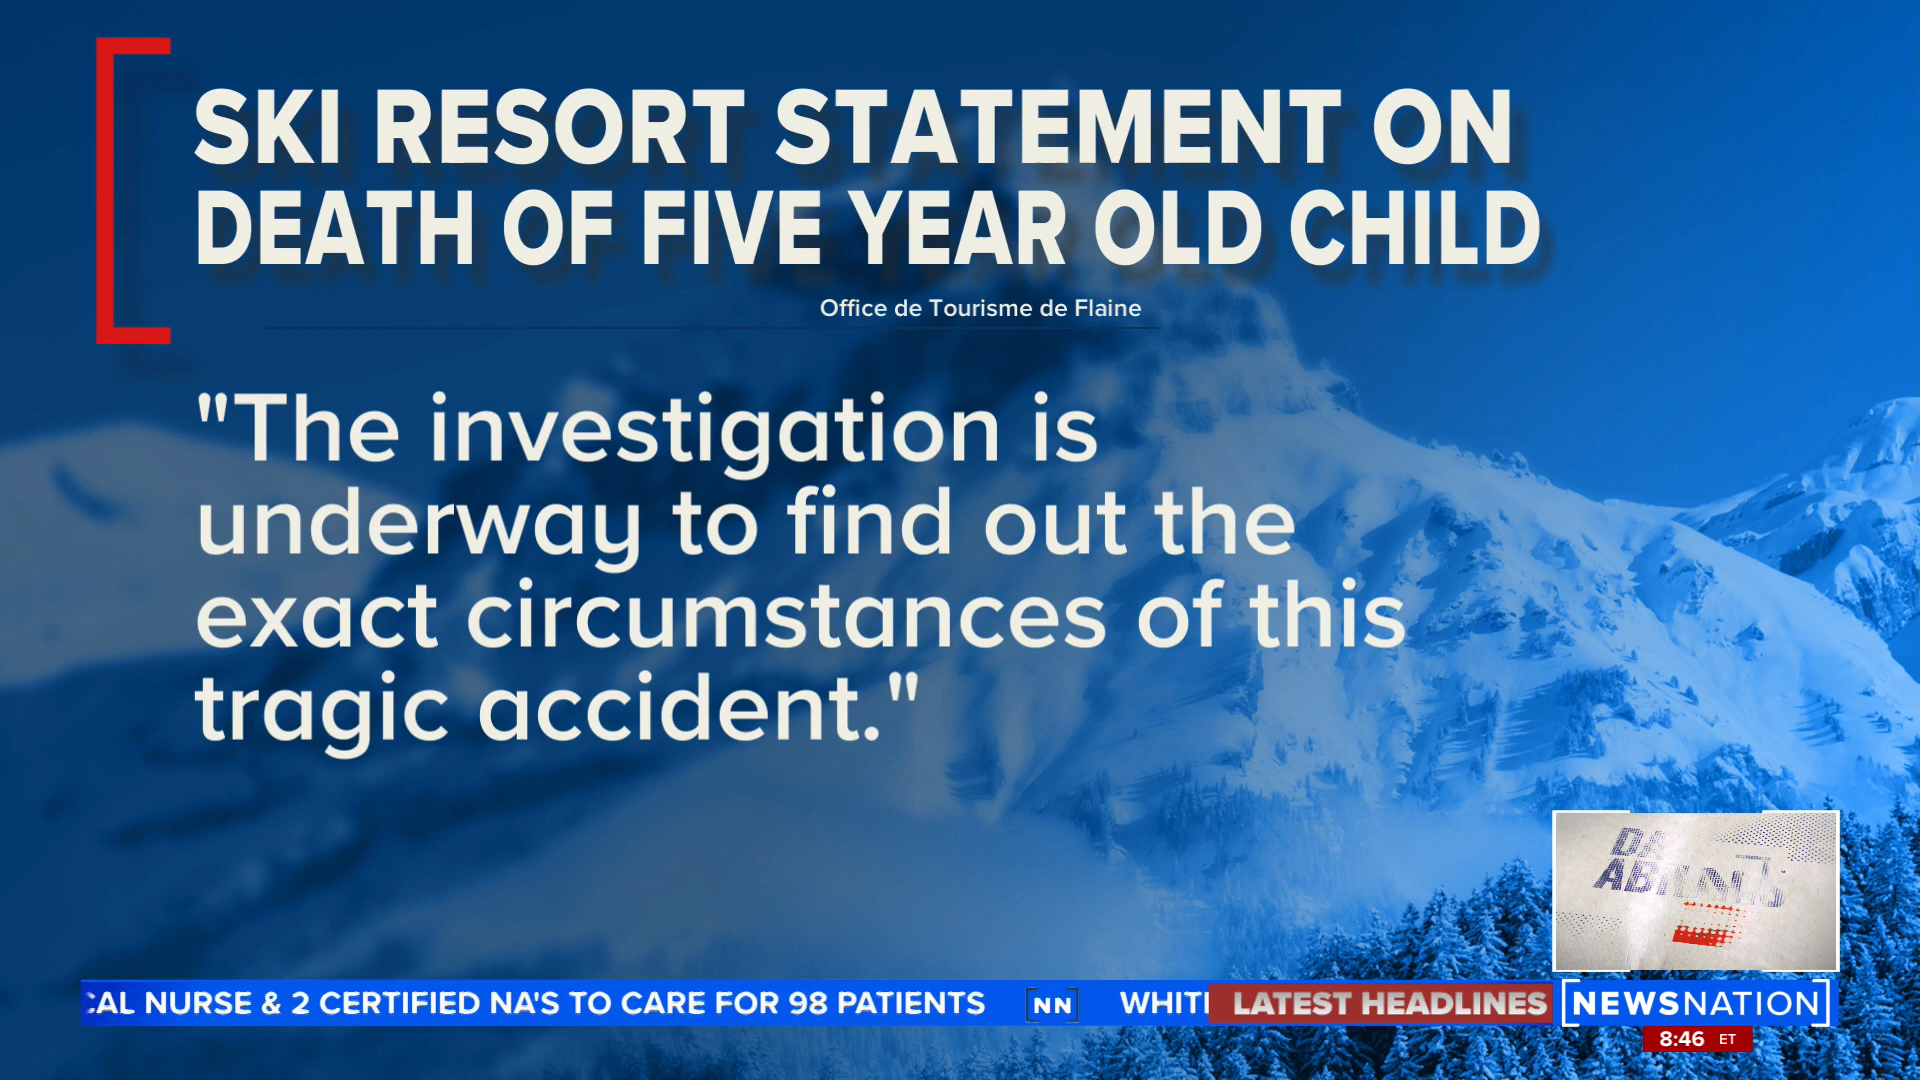 SKI RESORT STATEMENT ON
DEATH OF FIVE YEAR OLD CHILD
Office de Tourisme de Flaine
"The investigation is
underway to find out the
exact circumstances of this
tragic accident."
CAL NURSE & 2 CERTIFIED NA'S TO CARE FOR 98 PATIENTS [NN] WHIT
LATEST HEADLINES
[NEWSNATION]
8:46 ET